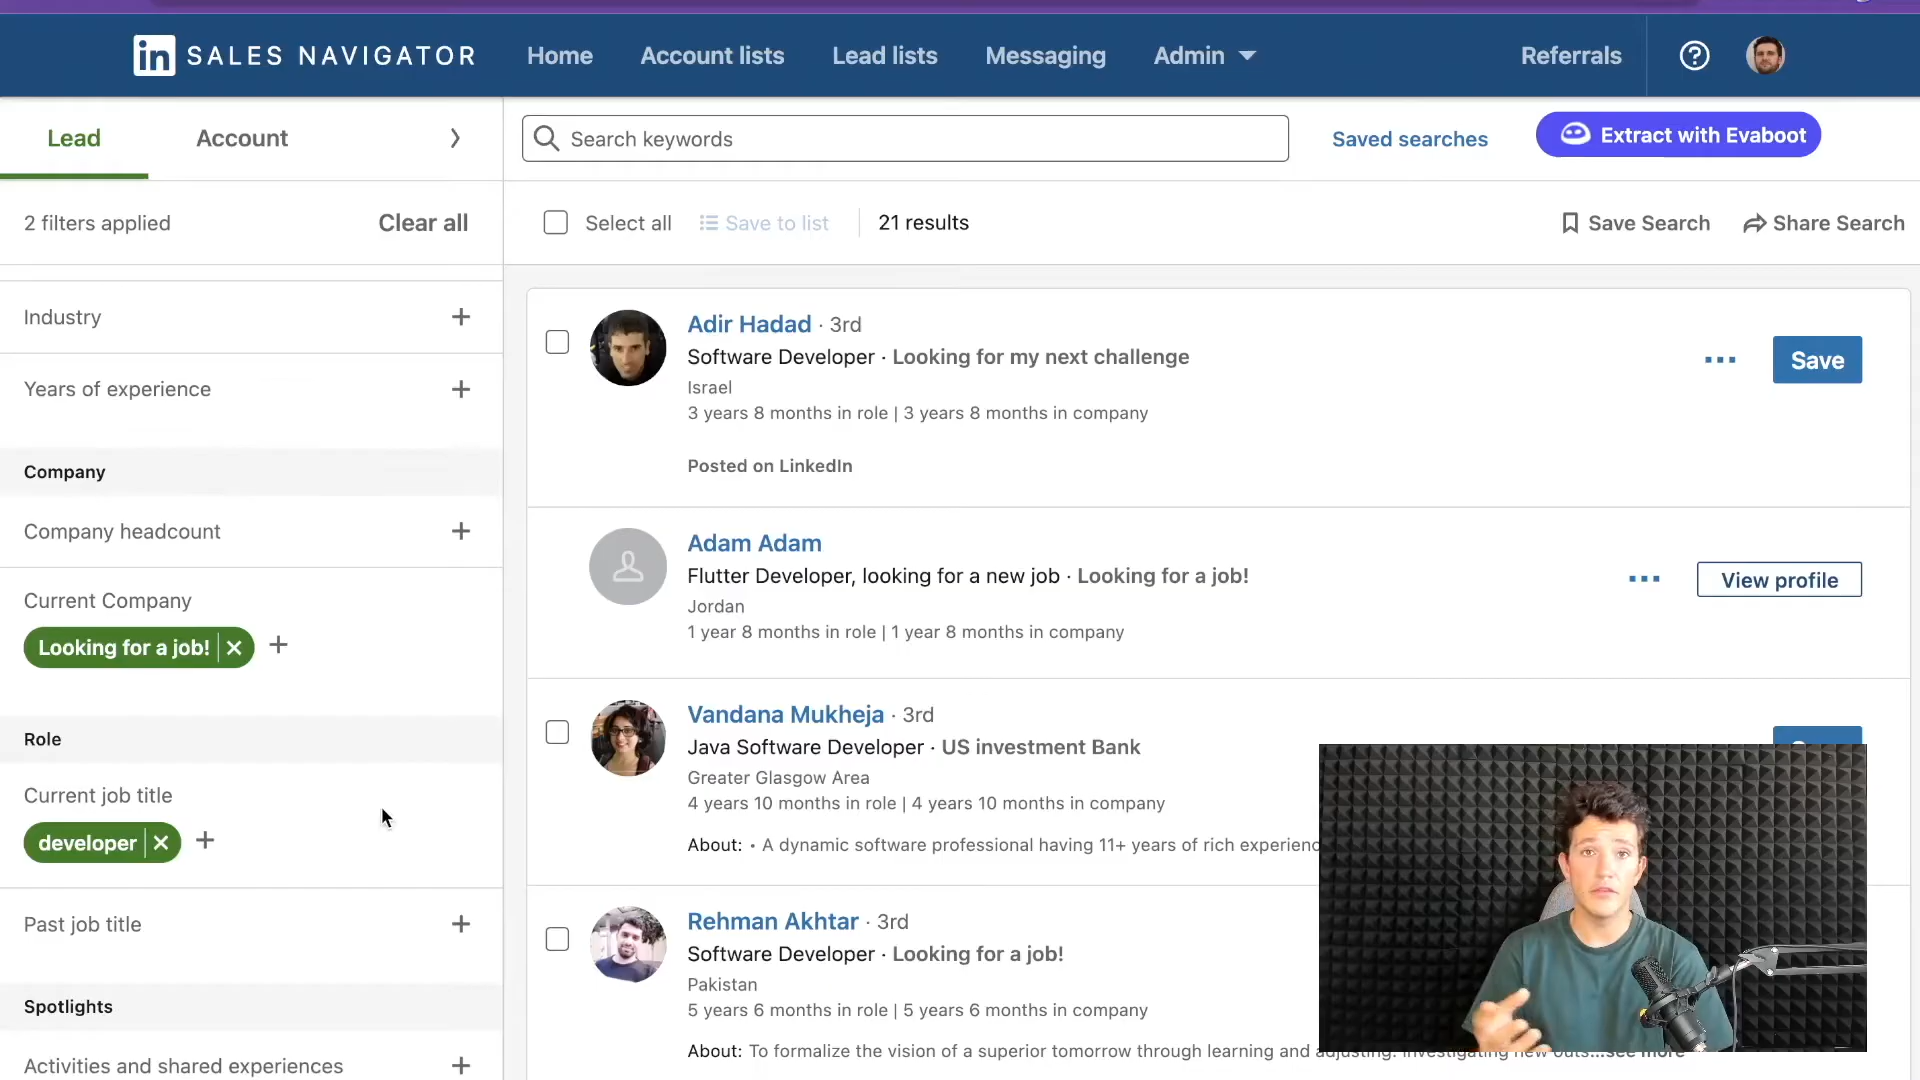 in SALES NAVIGATOR Home Account lists Lead lists Messaging Admin Referrals
Lead Account
Search keywords Saved searches Extract with Evaboot
2 filters applied Clear all
Select all Save to list 21 results Save Search Share Search
Industry
Years of experience
Company
Company headcount
Current Company
Looking for a job!
Role
Current job title
developer
Past job title
Spotlights
Activities and shared experiences
Adir Hadad · 3rd
Software Developer · Looking for my next challenge
Israel
3 years 8 months in role | 3 years 8 months in company
Posted on LinkedIn
Save
Adam Adam
Flutter Developer, looking for a new job · Looking for a job!
Jordan
1 year 8 months in role | 1 year 8 months in company
View profile
Vandana Mukheja · 3rd
Java Software Developer · US investment Bank
Greater Glasgow Area
4 years 10 months in role | 4 years 10 months in company
About: • A dynamic software professional having 11+ years of rich
Rehman Akhtar · 3rd
Software Developer · Looking for a job!
Pakistan
5 years 6 months in role | 5 years 6 months in company
About: To formalize the vision of a superior tomorrow through learning and